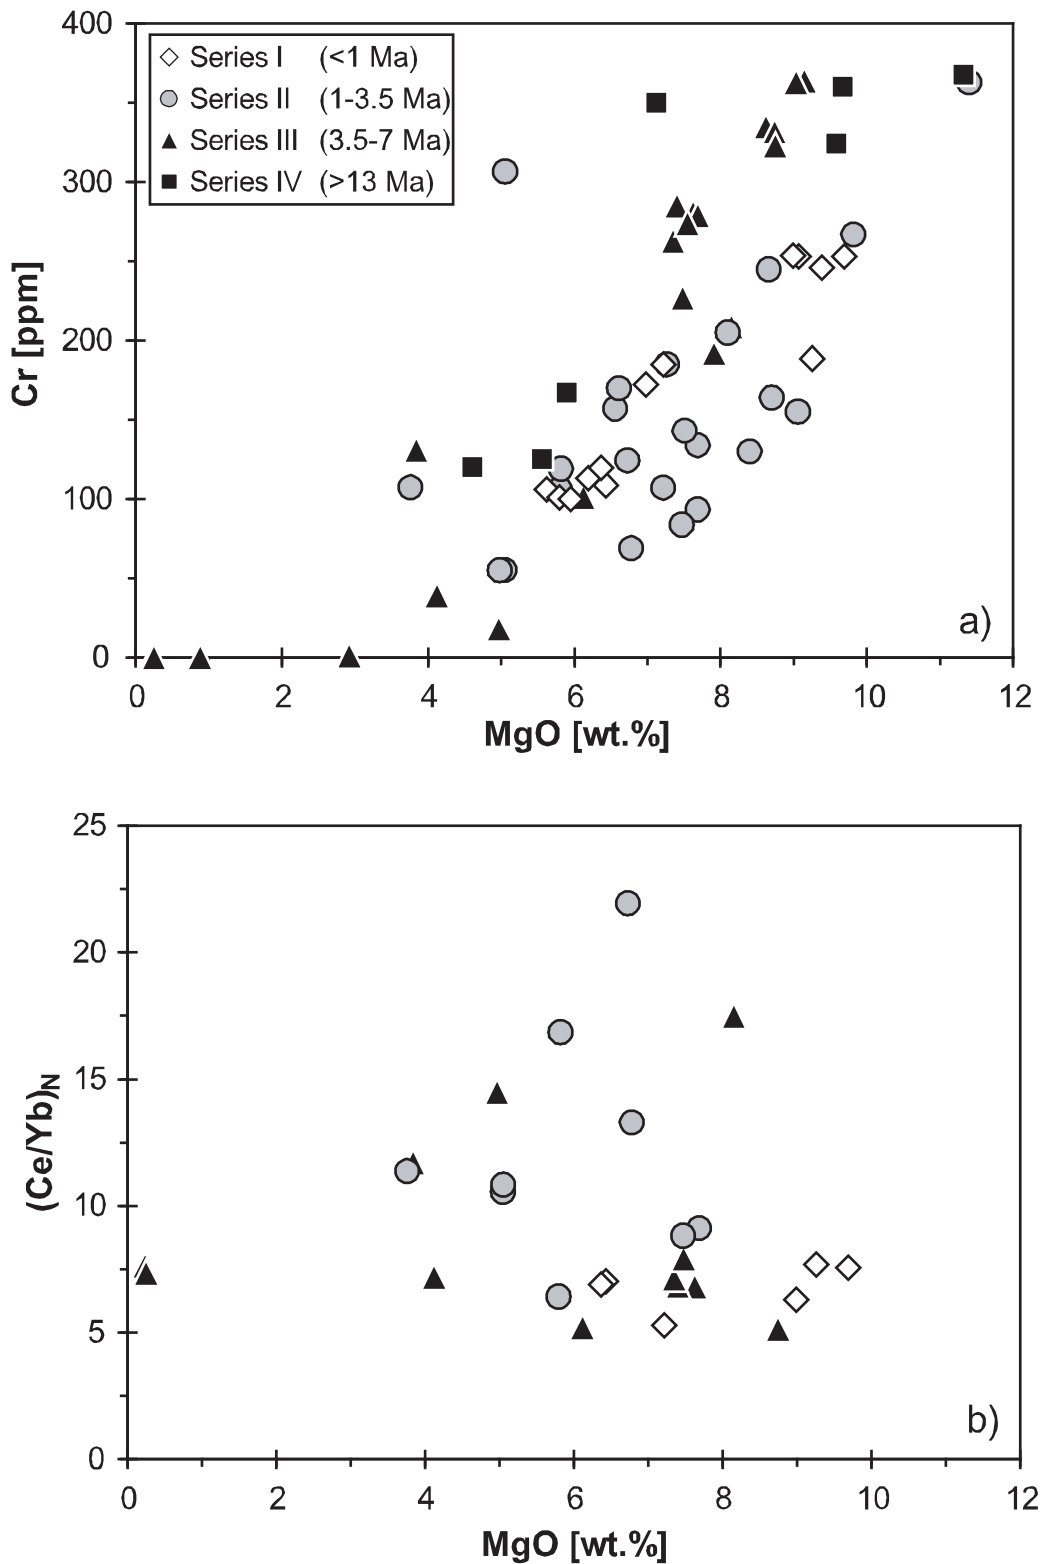 400
300
200
100
0
Cr [ppm]
Series I (<1 Ma)
Series II (1-3.5 Ma)
Series III (3.5-7 Ma)
Series IV (>13 Ma)
a)
0 2 4 6 8 10 12
MgO [wt.%]
25
20
15
10
5
0
(Ce/Yb)N
b)
0 2 4 6 8 10 12
MgO [wt.%]